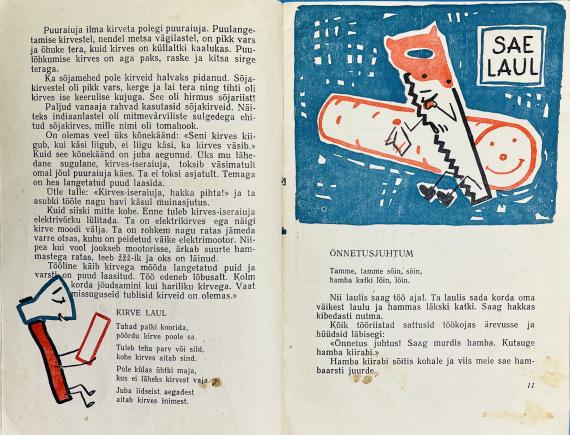 Puuraiuja ilma kirveta polegi puuraiuja. Puulange-
tamise kirvestel, nendel metsa vägilastel, on pikk vars
ja õhuke tera, kuid kirves on küllaltki kaalukas. Puu-
lõhkumise kirves on aga paks, raske ja kitsa sirge
teraga.
Ka sõjamehed pole kirveid halvaks pidanud. Sõja-
kirvestel oli pikk vars, kerge ja lai tera ning tihti oli
kirves ise keerulise kujuga. See oli hirmus sõjariist!
Paljud vanaaja rahvad kasutasid sõjakirveid. Näi-
teks indiaanlastel oli mitmevärviliste sulgedega ehi-
tud sõjakirves, mille nimi oli tomahook.
On olemas veel üks kõnekäänd: «Seni kirves kii-
gub, kui käsi liigub, ei liigu käsi, ka kirves väsib.»
Kuid see kõnekäänd on juba aegunud. Üks mu lähe-
dane sugulane, kirves-iseraiuja, toksib väsimatult
omal jõul puuraiuja käes. Ta ei toksi asjatult. Temaga
on hea langetatud puud laasida.
Ütle talle: «Kirves-iseraiuja, hakka pihta!» ja ta
asubki tööle nagu havi käsul muinasjutus.
Kuid siiski mitte kohe. Enne tuleb kirves-iseraiuja
elektrivõrku lülitada. Ta on elektrikirves ega näigi
kirve moodi välja. Ta on rohkem nagu ratas jämeda
varre otsas, kuhu on peidetud väike elektrimootor. Nii-
pea kui vool jookseb mootorisse, ärkab suurte ham-
mastega ratas, teeb žžž-ik ja oks on läinud.
Tööline käib kirvega mööda langetatud puid ja
varsti on puud laasitud. Töö edeneb lõbusalt. Kolm
korda jõudsamini kui hariliku kirvega. Vaat
missuguseid tublisid kirveid on olemas.»
KIRVE LAUL
Tahad palki koorida,
pöördu kirve poole sa.
Tuleb teha parv või sild,
kohe kirves aitab sind.
Pole külas ühtki maja,
kus ei läheks kirvest vaja.
Juba iidseist aegadest
aitab kirves inimest.
SAE
LAUL
ÕNNETUSJUHTUM
Tamme, tamme sõin, sõin,
hamba katki lõin, lõin.
Nii laulis saag töö ajal. Ta laulis sada korda oma
väikest laulu ja hammas läkski katki. Saag hakkas
kibedasti nutma.
Kõik tööriistad sattusid töökojas ärevusse ja
hüüdsid läbisegi:
«Õnnetus juhtus! Saag murdis hamba. Kutsuge
hamba kiirabi.»
Hamba kiirabi sõitis kohale ja viis meie sae ham-
baarsti juurde.
11